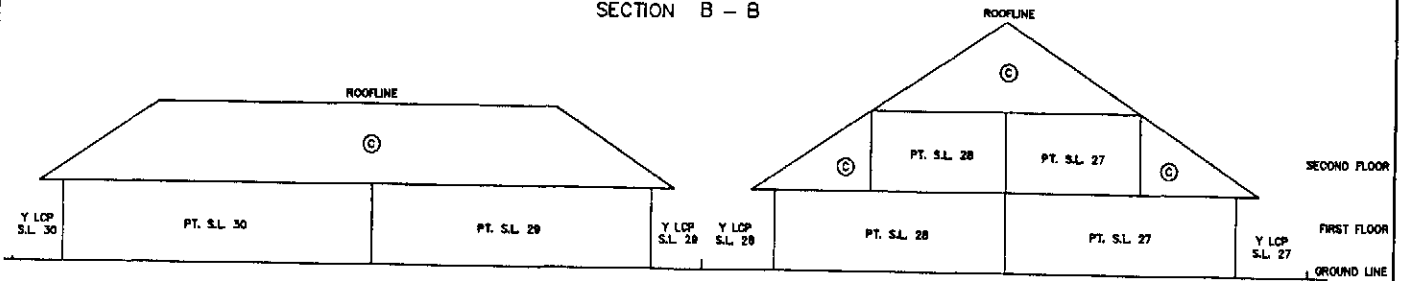 SECTION B - B
ROOFLINE
ROOFLINE
C
C
PT. S.L. 28
PT. S.L. 27
C
C
SECOND FLOOR
Y LCP
S.L. 30
PT. S.L. 30
PT. S.L. 29
Y LCP
S.L. 29
Y LCP
S.L. 28
PT. S.L. 28
PT. S.L. 27
Y LCP
S.L. 27
FIRST FLOOR
GROUND LINE